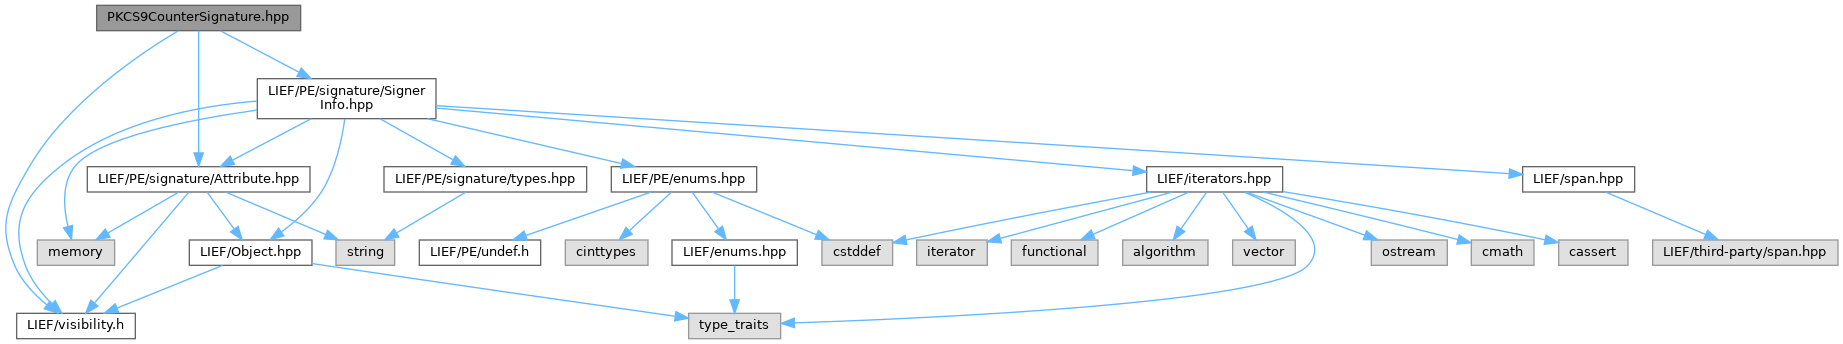 PKCS9CounterSignature.hpp
LIEF/PE/signature/Signer
Info.hpp
LIEF/PE/signature/Attribute.hpp
LIEF/PE/signature/types.hpp
LIEF/PE/enums.hpp
LIEF/iterators.hpp
LIEF/span.hpp
memory
LIEF/Object.hpp
string
LIEF/PE/undef.h
cinttypes
LIEF/enums.hpp
cstddef
iterator
functional
algorithm
vector
ostream
cmath
cassert
LIEF/third-party/span.hpp
LIEF/visibility.h
type_traits